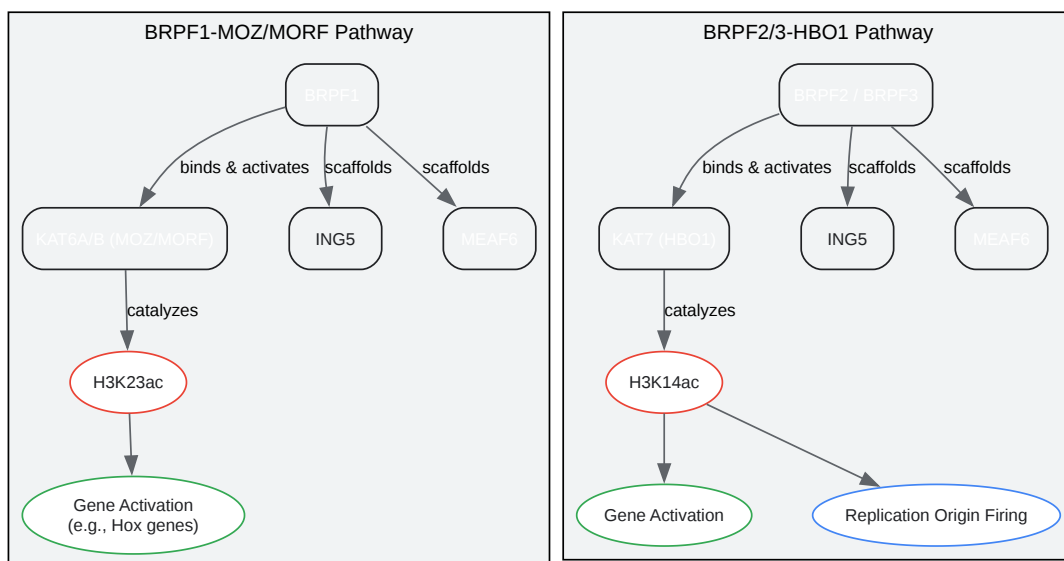 BRPF1-MOZ/MORF Pathway
BRPF1
binds & activates
scaffolds
scaffolds
KAT6A/B (MOZ/MORF)
ING5
MEAF6
catalyzes
H3K23ac
Gene Activation
(e.g., Hox genes)
BRPF2/3-HBO1 Pathway
BRPF2 / BRPF3
binds & activates
scaffolds
scaffolds
KAT7 (HBO1)
ING5
MEAF6
catalyzes
H3K14ac
Gene Activation
Replication Origin Firing